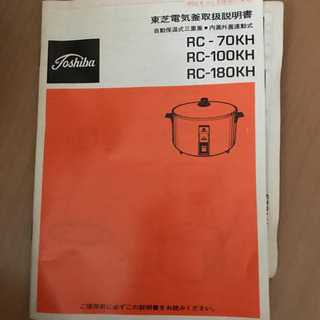 東芝電気釜取扱説明書
自動保温式三重釜●内蓋外蓋連動式
RC-70KH
RC-100KH
RC-180KH
Toshiba
ご使用前に必ずこの説明書をお読みください。